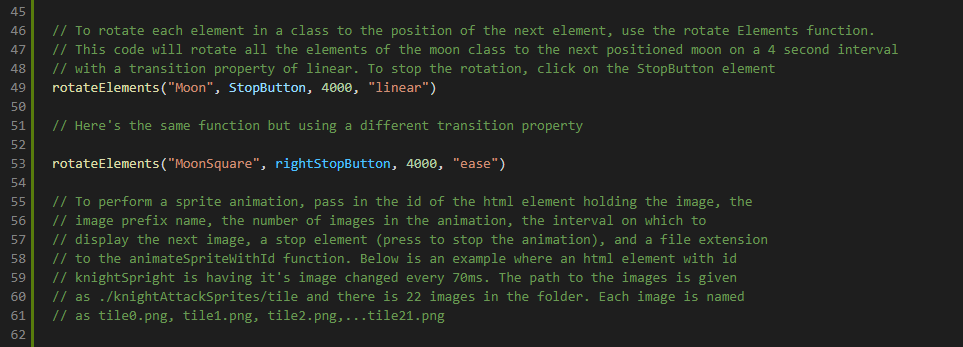 45
46 // To rotate each element in a class to the position of the next element, use the rotate Elements function.
47 // This code will rotate all the elements of the moon class to the next positioned moon on a 4 second interval
48 // with a transition property of linear. To stop the rotation, click on the StopButton element
49 rotateElements("Moon", StopButton, 4000, "linear")
50
51 // Here's the same function but using a different transition property
52
53 rotateElements("MoonSquare", rightStopButton, 4000, "ease")
54
55 // To perform a sprite animation, pass in the id of the html element holding the image, the
56 // image prefix name, the number of images in the animation, the interval on which to
57 // display the next image, a stop element (press to stop the animation), and a file extension
58 // to the animateSpriteWithId function. Below is an example where an html element with id
59 // knightSpright is having it's image changed every 70ms. The path to the images is given
60 // as ./knightAttackSprites/tile and there is 22 images in the folder. Each image is named
61 // as tile0.png, tile1.png, tile2.png,...tile21.png
62